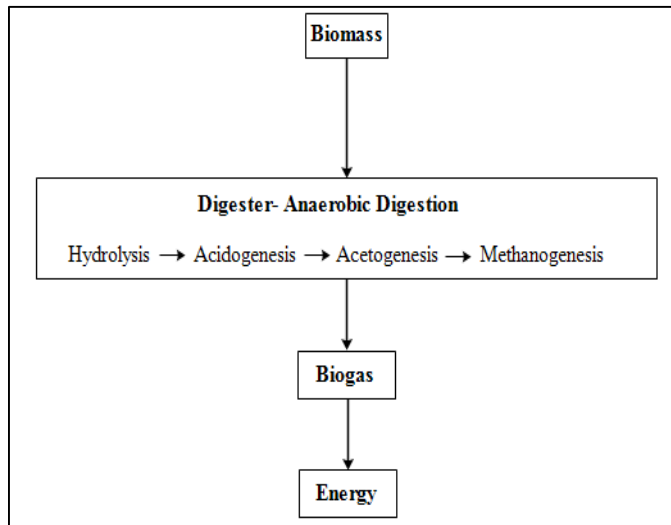 Biomass
Digester- Anaerobic Digestion
Hydrolysis → Acidogenesis → Acetogenesis → Methanogenesis
Biogas
Energy